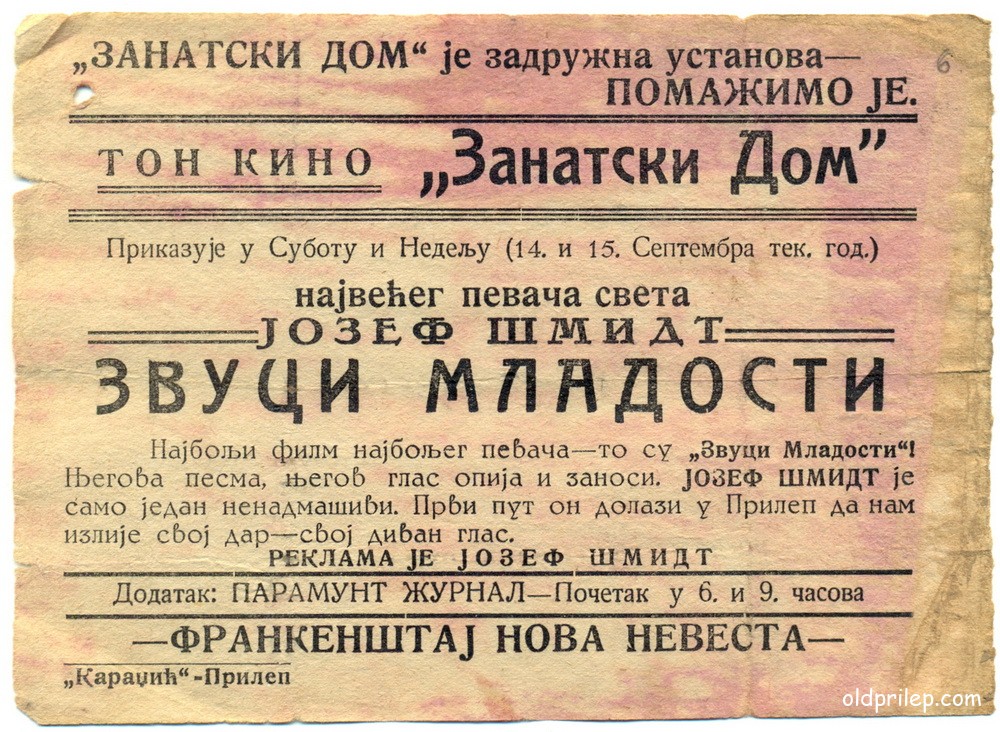 „ЗАНАТСКИ ДОМ“ је задружна установа—
ПОМАЖИМО ЈЕ.
6
ТОН КИНО „Занатски Дом”
Приказује у Суботу и Недељу (14. и 15. Септембра тек. год.)
највећег певача света
ЈОЗЕФ ШМИДТ
ЗВУЦИ МЛАДОСТИ
Најбољи филм најбољег певача—то су „Звуци Младости“!
Његова песма, његов глас опија и заноси. ЈОЗЕФ ШМИДТ је
само један ненадмашиви. Први пут он долази у Прилеп да нам
излије свој дар—свој диван глас.
РЕКЛАМА ЈЕ ЈОЗЕФ ШМИДТ
Додатак: ПАРАМУНТ ЖУРНАЛ—Почетак у 6. и 9. часова
—ФРАНКЕНШТАЈ НОВА НЕВЕСТА—
„Караџић“-Прилеп
oldprilep.com